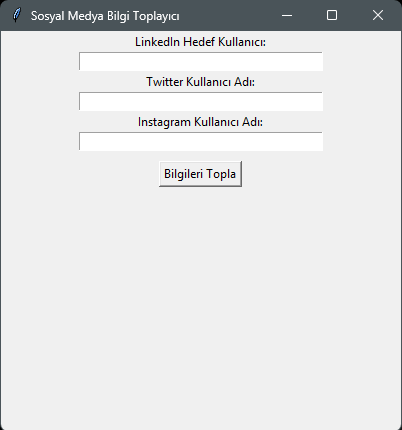 Sosyal Medya Bilgi Toplayıcı
LinkedIn Hedef Kullanıcı:
Twitter Kullanıcı Adı:
Instagram Kullanıcı Adı:
Bilgileri Topla